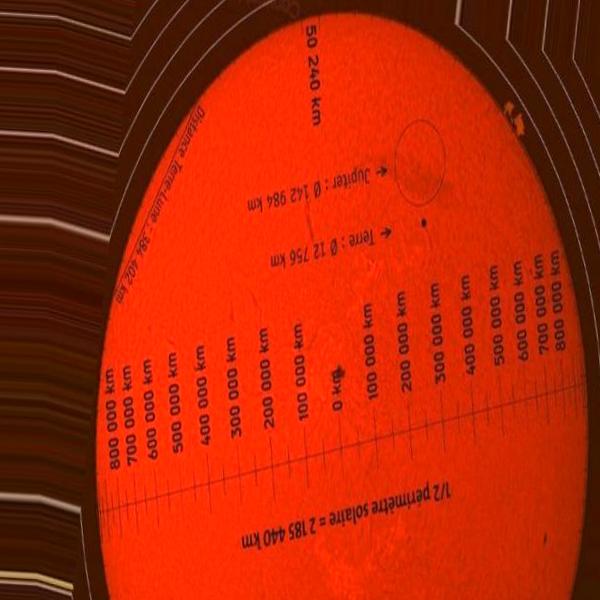 50 240 km
Distance Terre-Lune : 384 402 km
← Jupiter : Ø 142 984 km
← Terre : Ø 12 756 km
800 000 km
700 000 km
600 000 km
500 000 km
400 000 km
300 000 km
200 000 km
100 000 km
0 km
100 000 km
200 000 km
300 000 km
400 000 km
500 000 km
600 000 km
700 000 km
800 000 km
1/2 périmètre solaire = 2 185 440 km